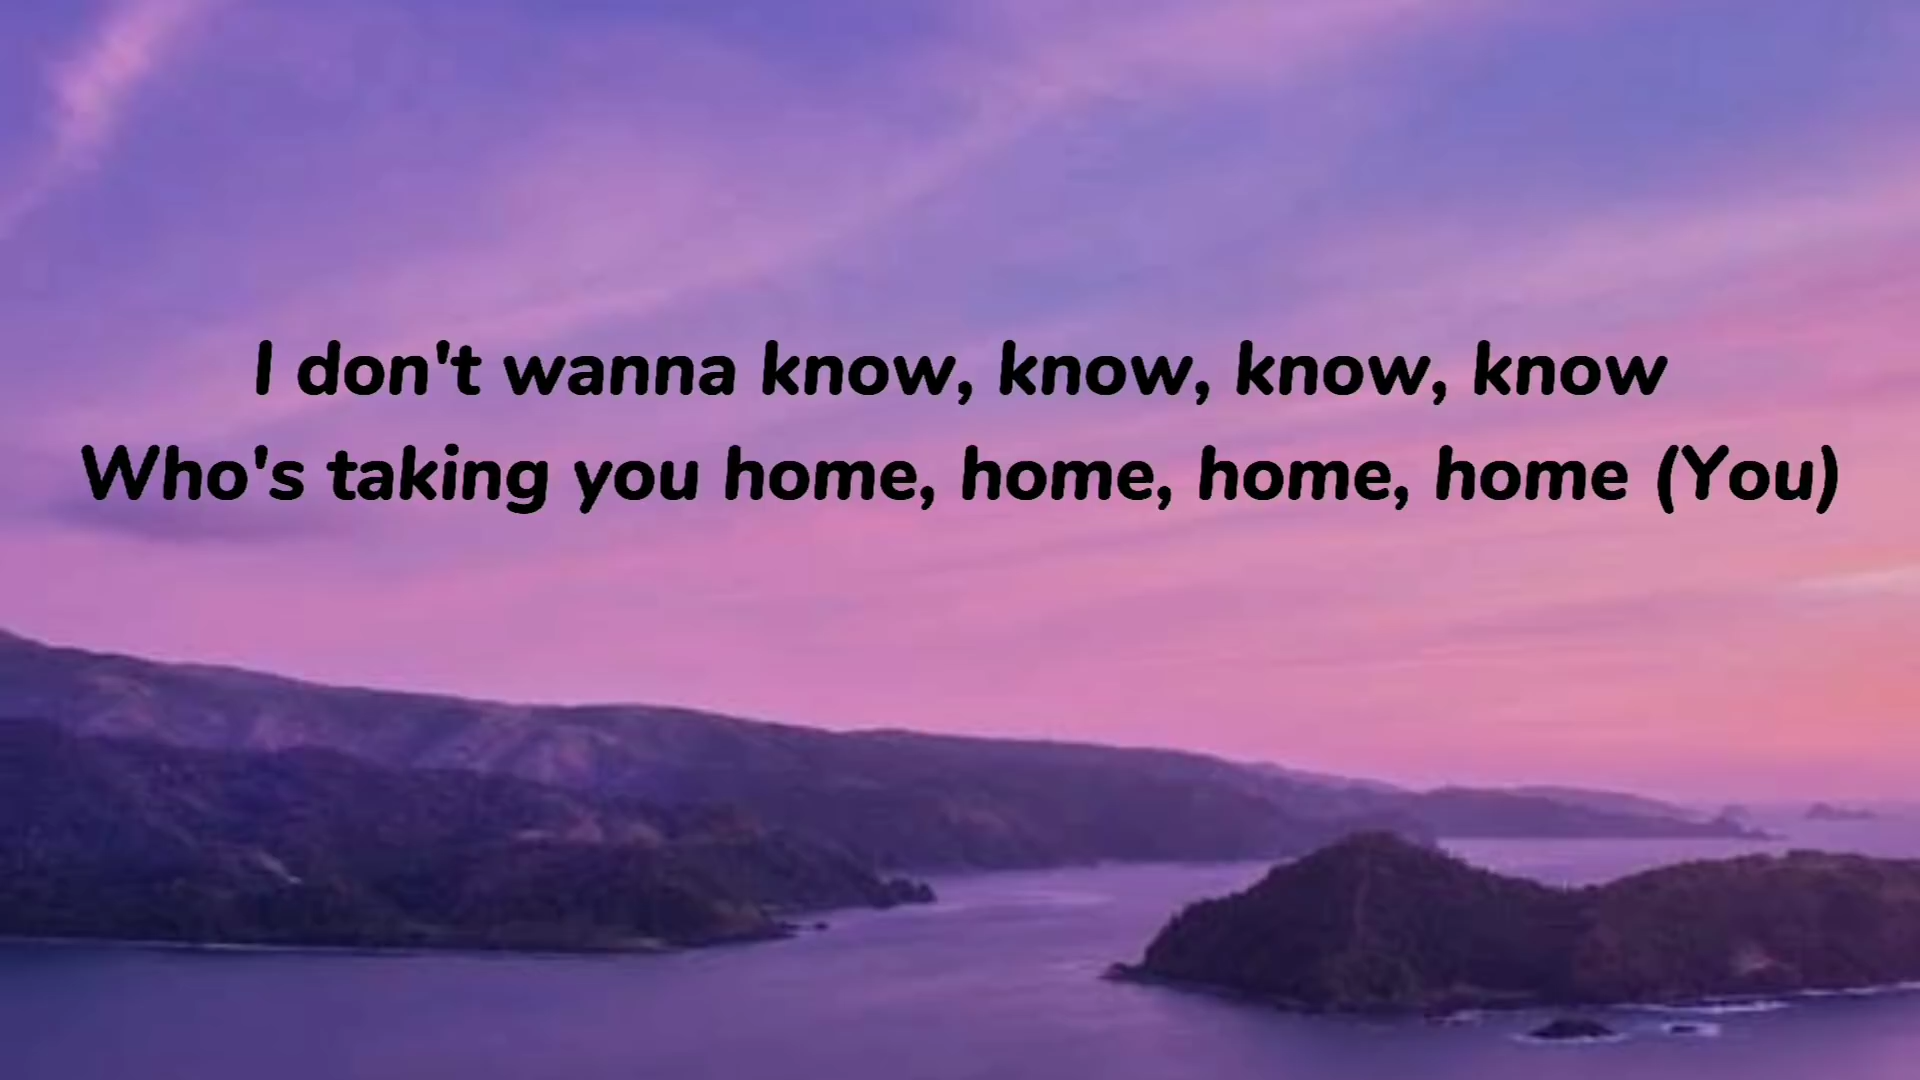 I don't wanna know, know, know, know
Who's taking you home, home, home, home (You)